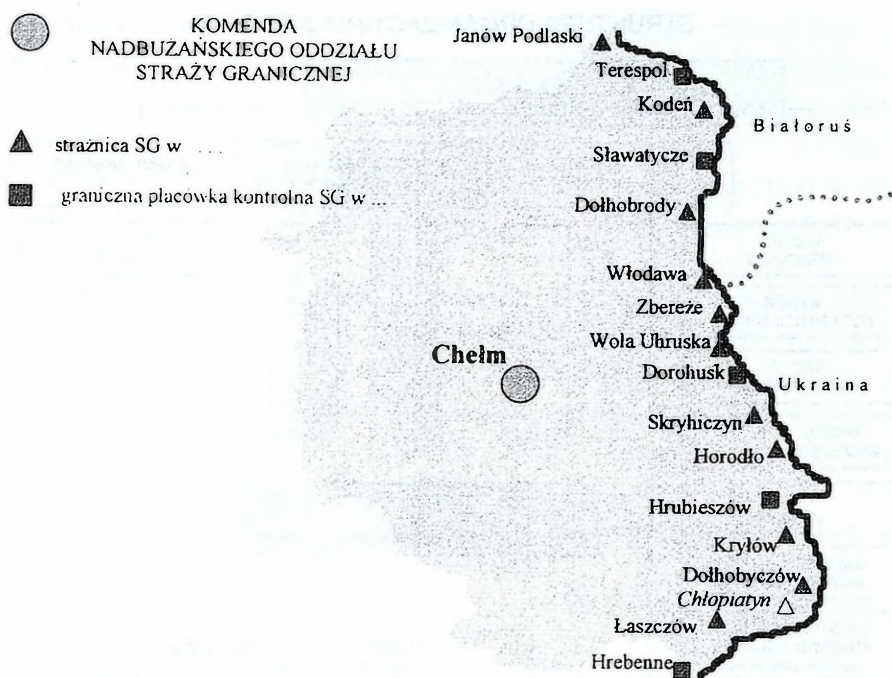 KOMENDA
NADBUŻAŃSKIEGO ODDZIAŁU
STRAŻY GRANICZNEJ
strażnica SG w ...
graniczna placówka kontrolna SG w ...
Janów Podlaski
Terespol
Kodeń
Białoruś
Sławatycze
Dołhobrody
Włodawa
Zbereże
Wola Uhruska
Chełm
Dorohusk
Ukraina
Skryhiczyn
Horodło
Hrubieszów
Kryłów
Dołhobyczów
Chłopiatyn
Łaszczów
Hrebenne